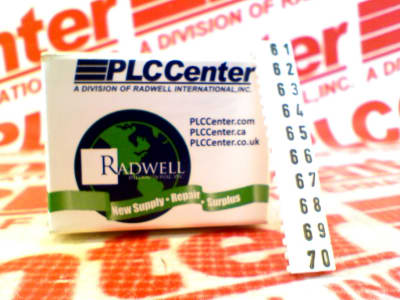 PLCCenter
A DIVISION OF RADWELL INTERNATIONAL, INC.
PLCCenter.com
PLCCenter.ca
PLCCenter.co.uk
RADWELL
New Supply • Repair • Surplus
61
62
63
64
65
66
67
68
69
70